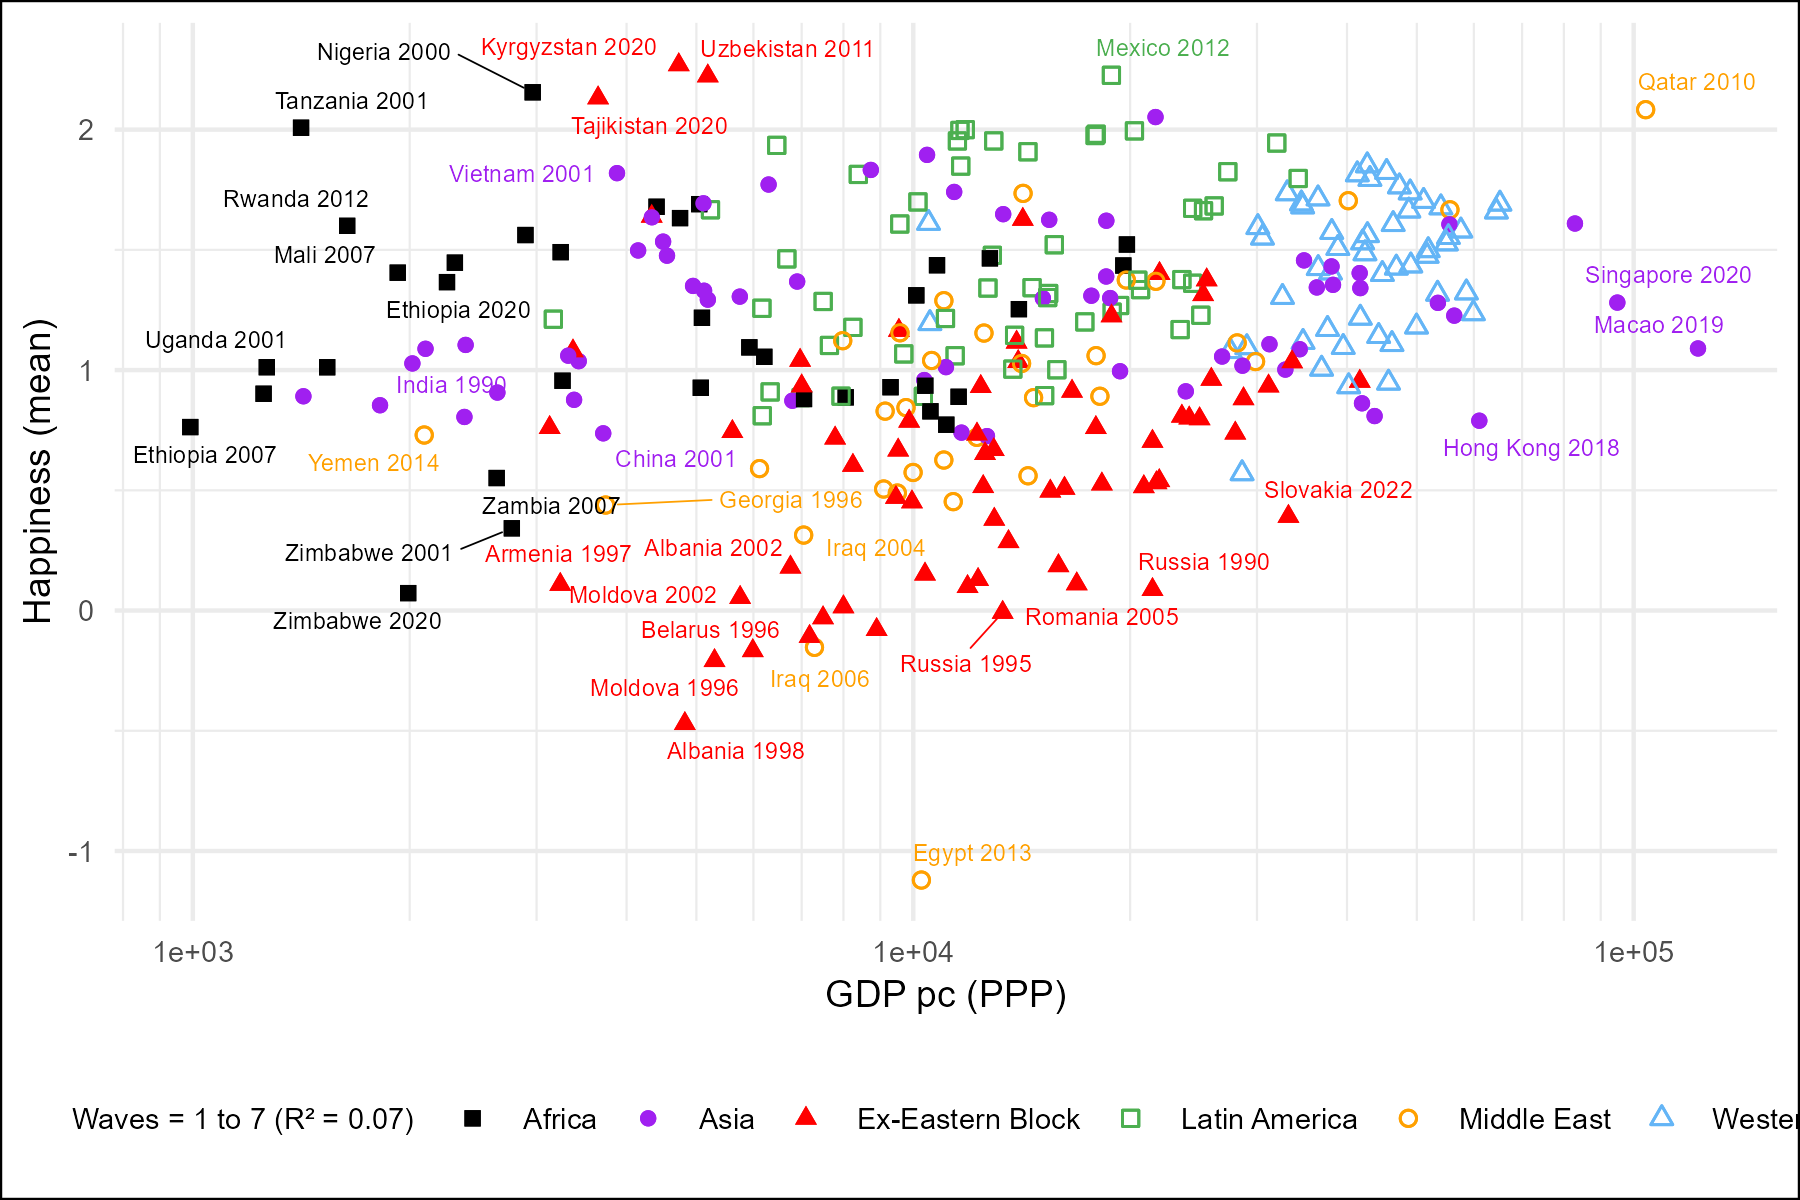 Nigeria 2000
Kyrgyzstan 2020
Uzbekistan 2011
Mexico 2012
Qatar 2010
Tanzania 2001
Tajikistan 2020
Vietnam 2001
Rwanda 2012
Mali 2007
Singapore 2020
Ethiopia 2020
Macao 2019
Uganda 2001
India 1990
Hong Kong 2018
Ethiopia 2007
Yemen 2014
China 2001
Slovakia 2022
Zambia 2007
Georgia 1996
Zimbabwe 2001
Armenia 1997
Albania 2002
Iraq 2004
Russia 1990
Moldova 2002
Zimbabwe 2020
Belarus 1996
Romania 2005
Russia 1995
Iraq 2006
Moldova 1996
Albania 1998
Egypt 2013
2
1
0
-1
Happiness (mean)
1e+03
1e+04
1e+05
GDP pc (PPP)
Waves = 1 to 7 (R² = 0.07)
Africa
Asia
Ex-Eastern Block
Latin America
Middle East
Wester